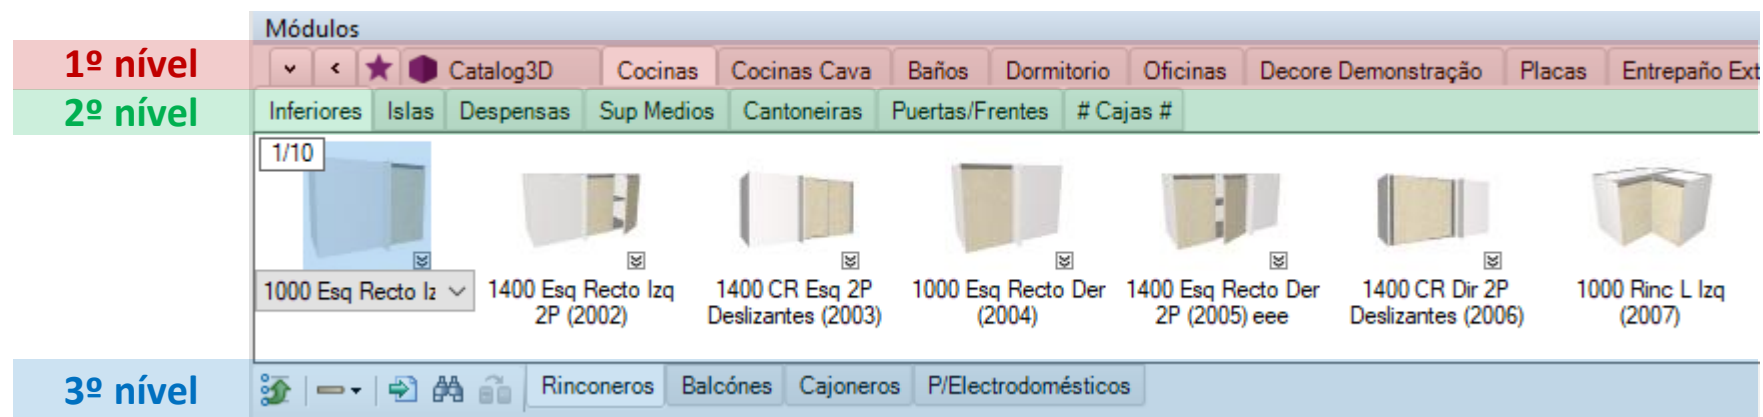 Módulos
1º nível Catalog3D Cocinas Cocinas Cava Baños Dormitorio Oficinas Decore Demonstração Placas Entrepaño Ext
2º nível Inferiores Islas Despensas Sup Medios Cantoneiras Puertas/Frentes # Cajas #
1/10
1000 Esq Recto Iz 1400 Esq Recto Izq 1400 CR Esq 2P 1000 Esq Recto Der 1400 Esq Recto Der 1400 CR Dir 2P 1000 Rinc L Izq
2P (2002) Deslizantes (2003) (2004) 2P (2005) eee Deslizantes (2006) (2007)
3º nível Rinconeros Balcónes Cajoneros P/Electrodomésticos